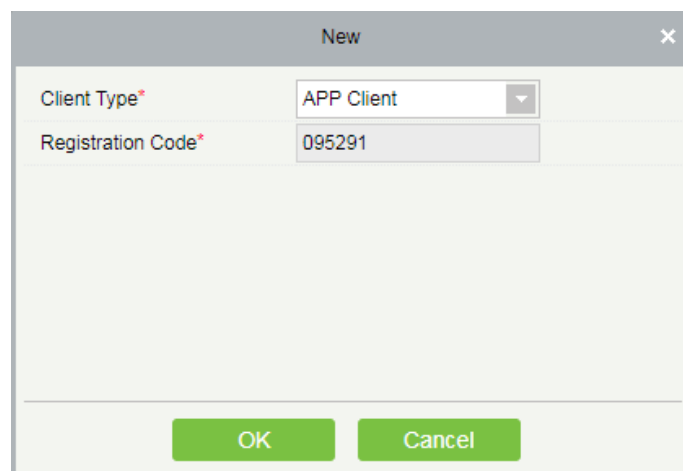 New
Client Type* APP Client
Registration Code* 095291
OK Cancel